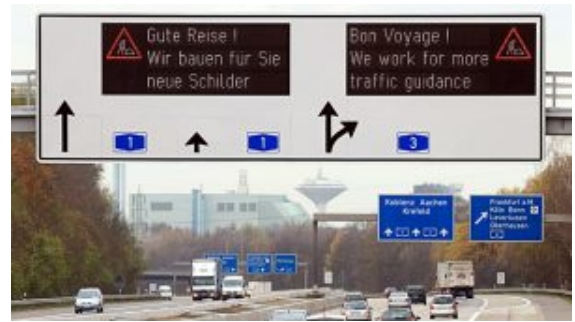 Gute Reise !
Wir bauen für Sie
neue Schilder
Bon Voyage !
We work for more
traffic guidance
1
1
3
Koblenz Aachen
Krefeld
Frankfurt a.M.
Köln Bonn
Leverkusen
Oberhausen